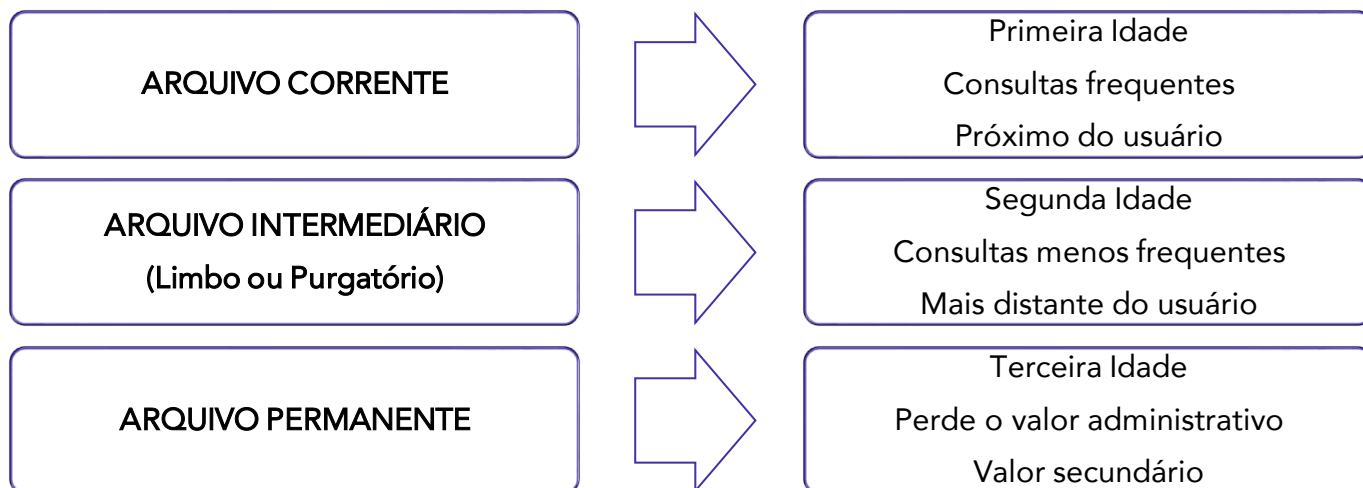 ARQUIVO CORRENTE
Primeira Idade
Consultas frequentes
Próximo do usuário
ARQUIVO INTERMEDIÁRIO
(Limbo ou Purgatório)
Segunda Idade
Consultas menos frequentes
Mais distante do usuário
ARQUIVO PERMANENTE
Terceira Idade
Perde o valor administrativo
Valor secundário